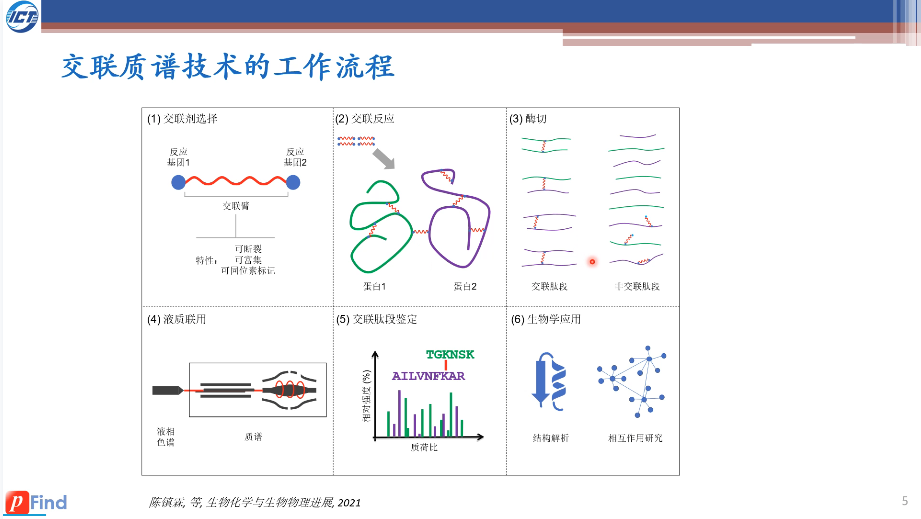 ICT
交联质谱技术的工作流程
(1) 交联剂选择
反应
基团1
反应
基团2
交联臂
特性:
可断裂
可富集
可同位素标记
(2) 交联反应
蛋白1
蛋白2
(3) 酶切
交联肽段
非交联肽段
(4) 液质联用
液相
色谱
质谱
(5) 交联肽段鉴定
TGKNSK
AILVNFKAR
相对强度 (%)
质荷比
(6) 生物学应用
结构解析
相互作用研究
pFind
陈镇霖, 等, 生物化学与生物物理进展, 2021
5